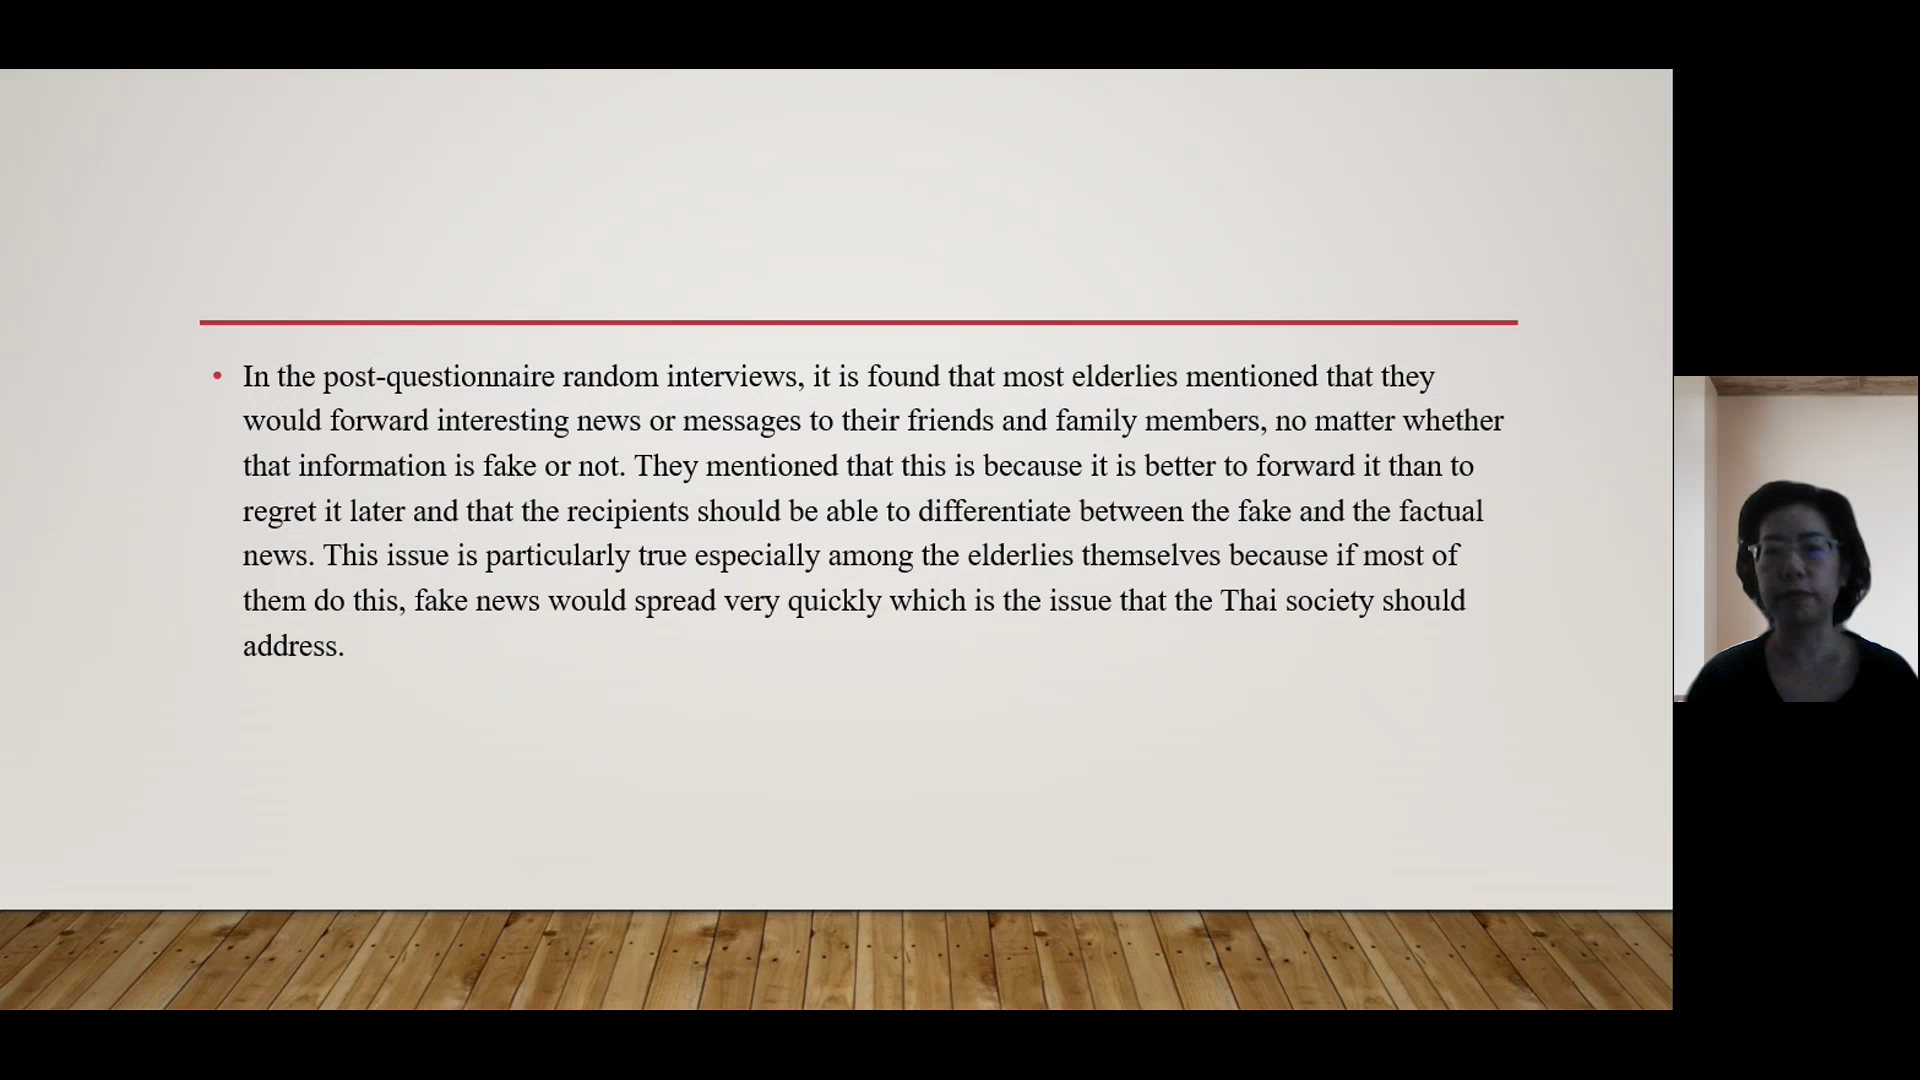 • In the post-questionnaire random interviews, it is found that most elderlies mentioned that they
would forward interesting news or messages to their friends and family members, no matter whether
that information is fake or not. They mentioned that this is because it is better to forward it than to
regret it later and that the recipients should be able to differentiate between the fake and the factual
news. This issue is particularly true especially among the elderlies themselves because if most of
them do this, fake news would spread very quickly which is the issue that the Thai society should
address.